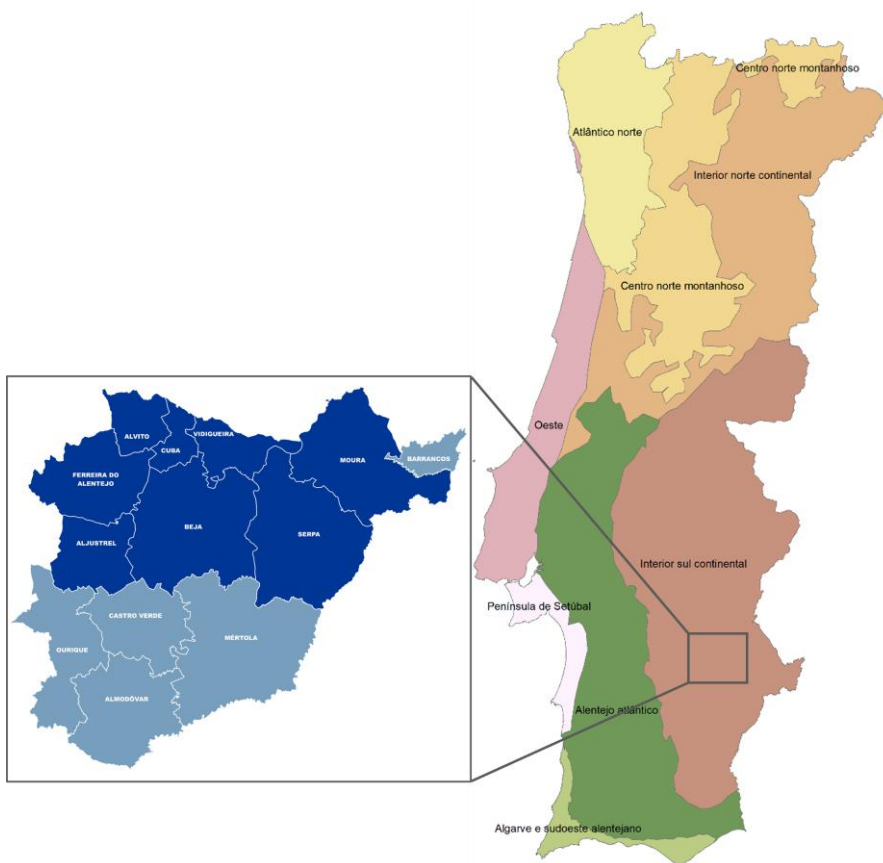 Centro norte montanhoso
Atlântico norte
Interior norte continental
Centro norte montanhoso
Oeste
Interior sul continental
Península de Setúbal
Alentejo atlântico
Algarve e sudoeste alentejano
ALVITO
VIDIGUEIRA
CUBA
MOURA
BARRANCOS
FERREIRA DO
ALENTEJO
BEJA
SERPA
ALJUSTREL
CASTRO VERDE
MÉRTOLA
OURIQUE
ALMODÔVAR